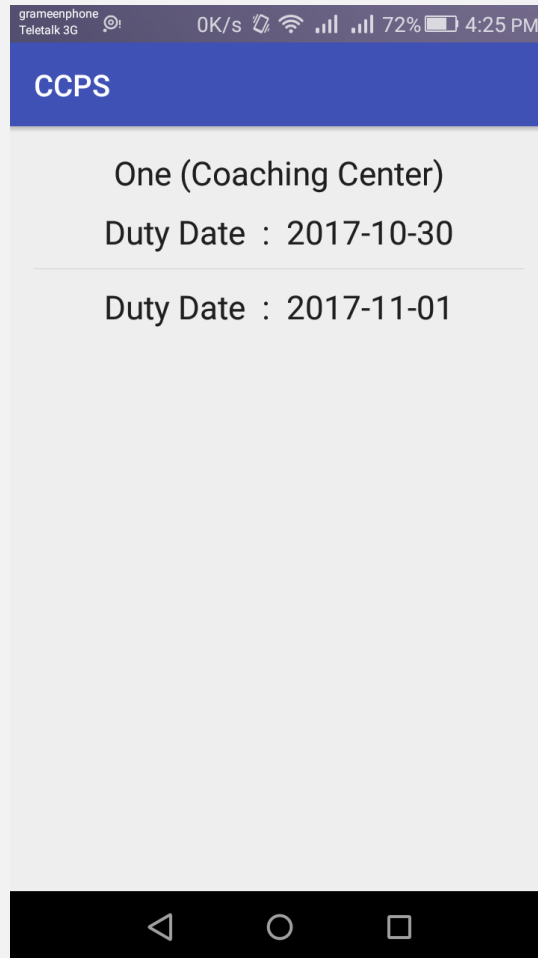 grameenphone
Teletalk 3G
0K/s 72% 4:25 PM
CCPS
One (Coaching Center)
Duty Date : 2017-10-30
Duty Date : 2017-11-01